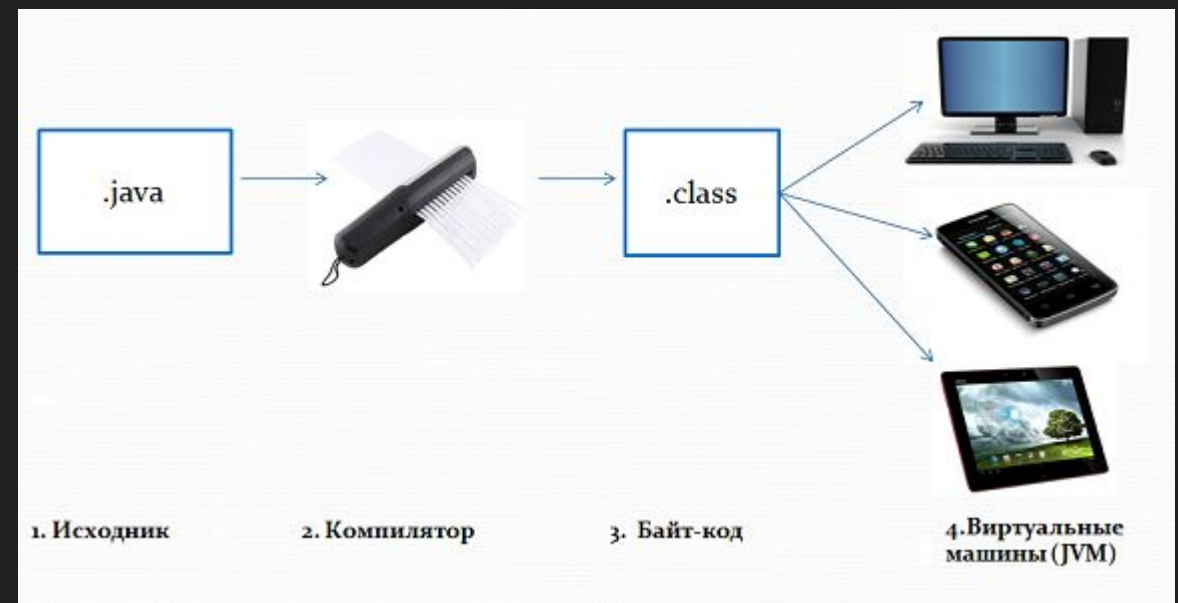 .java
.class
1. Исходник
2. Компилятор
3. Байт-код
4.Виртуальные
машины (JVM)